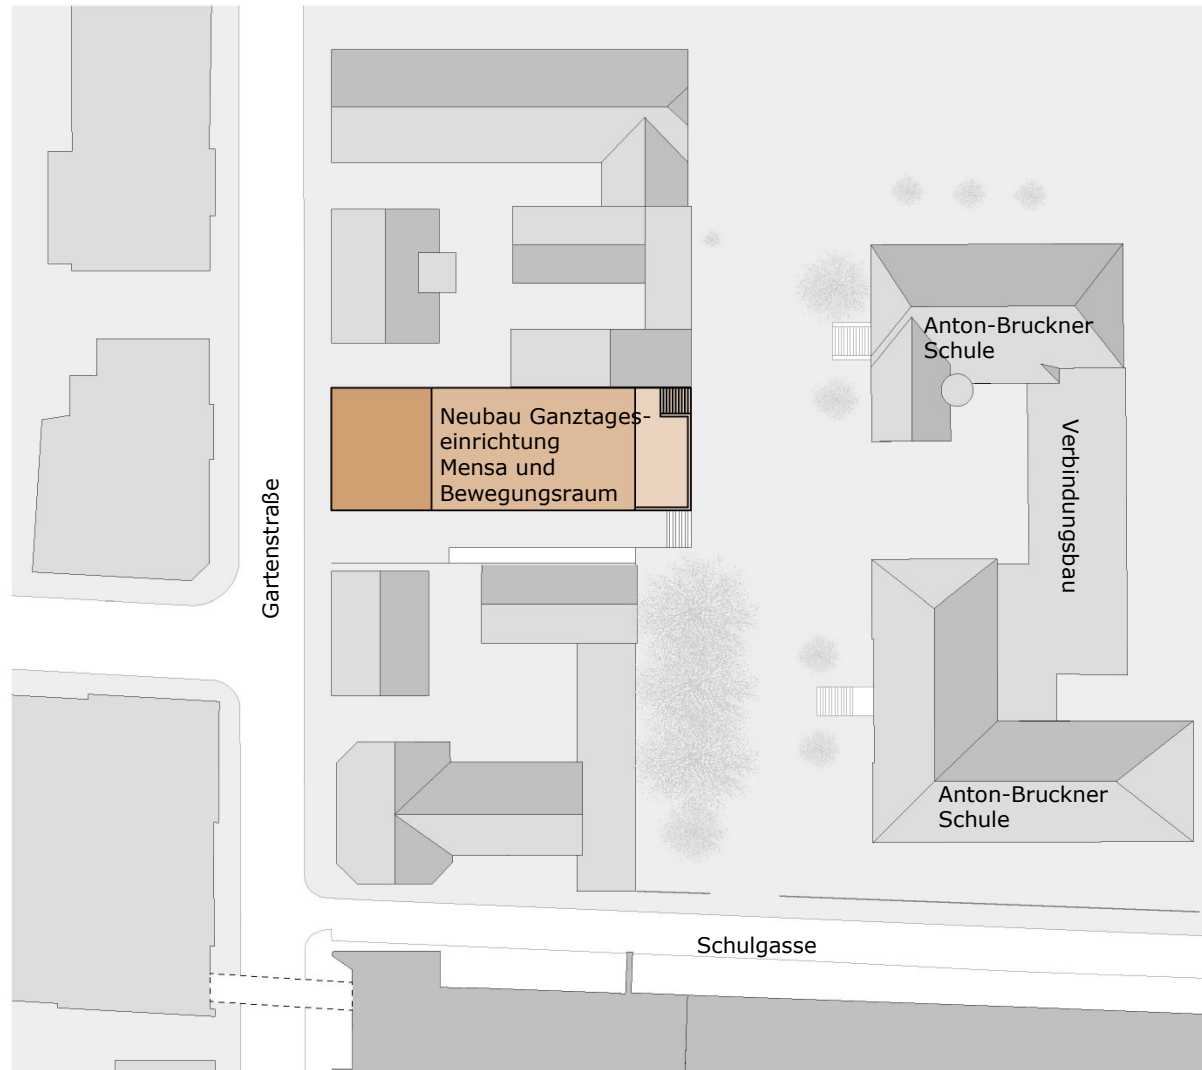 Anton-Bruckner
Schule
Neubau Ganztages-
einrichtung
Mensa und
Bewegungsraum
Verbindungsbau
Gartenstraße
Anton-Bruckner
Schule
Schulgasse